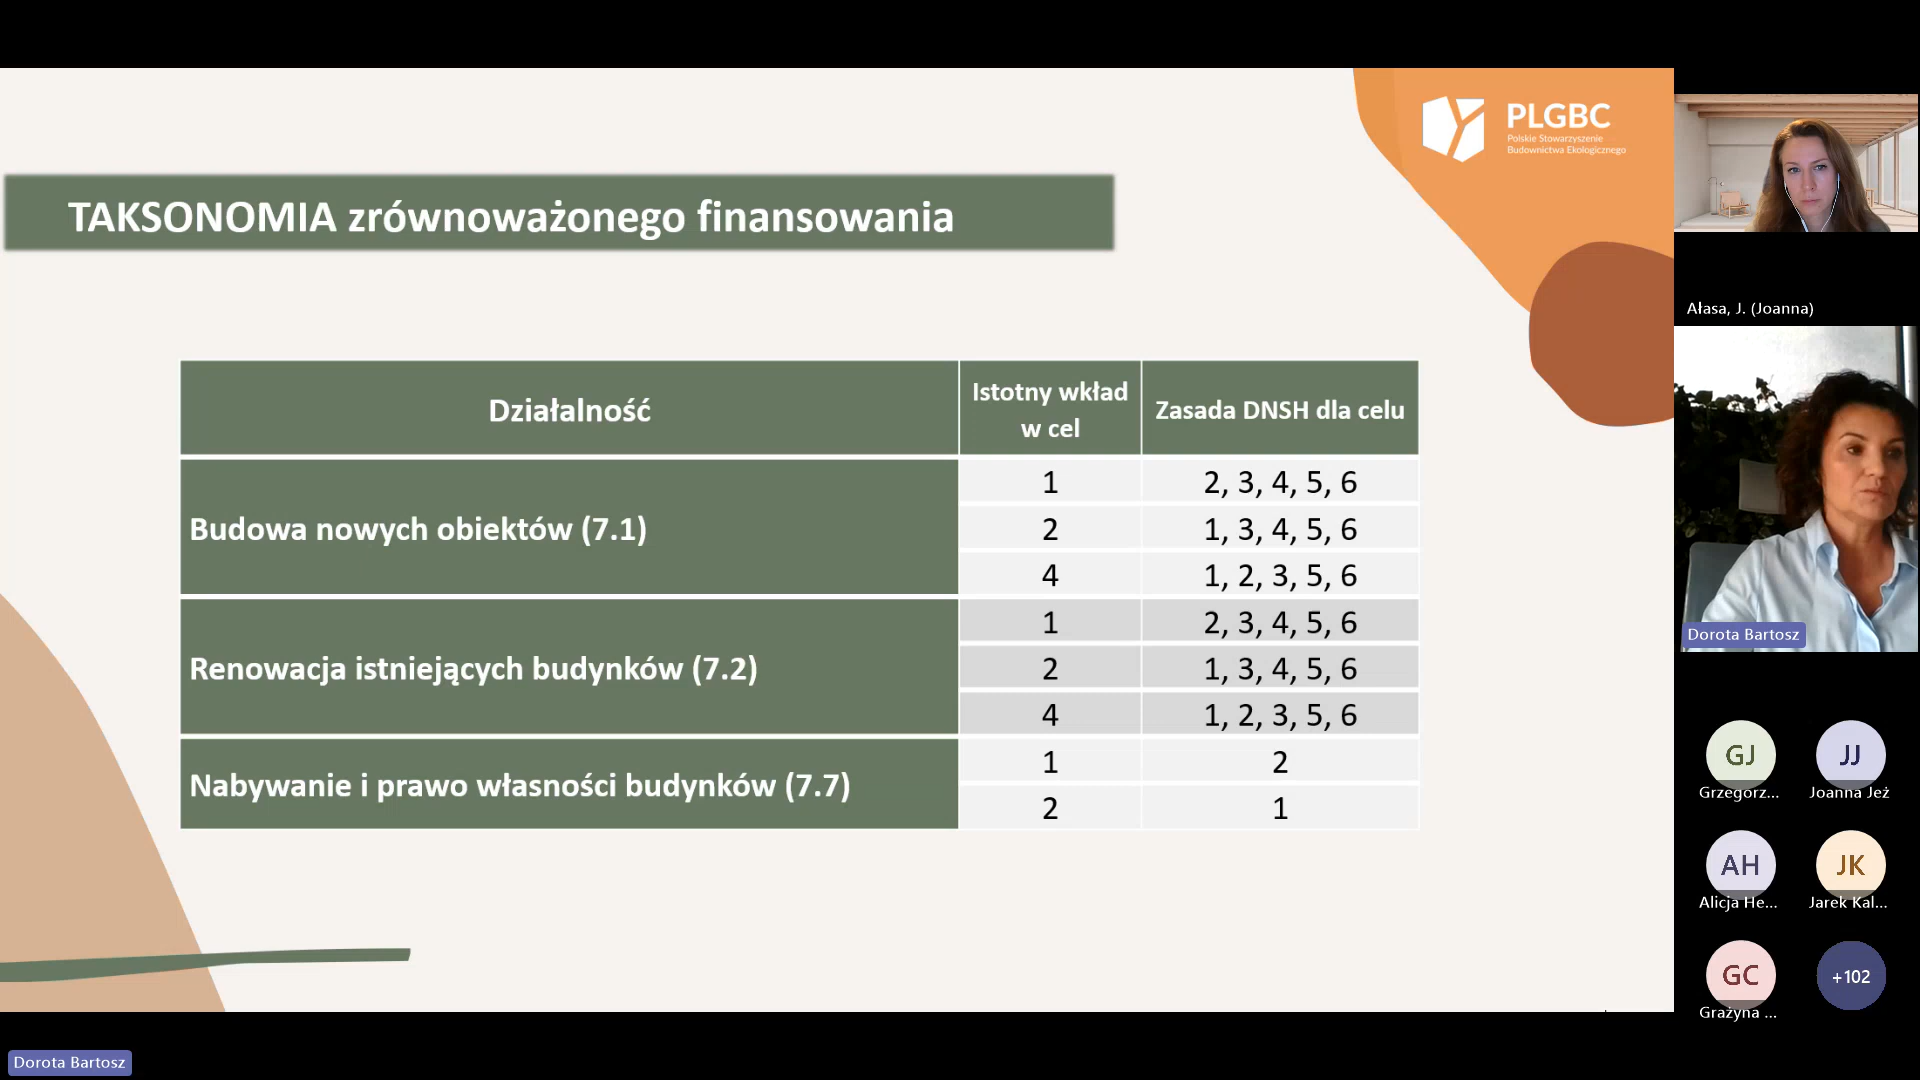 PLGBC
Polskie Stowarzyszenie
Budownictwa Ekologicznego
TAKSONOMIA zrównoważonego finansowania
Działalność
Istotny wkład
w cel
Zasada DNSH dla celu
Budowa nowych obiektów (7.1)
1
2, 3, 4, 5, 6
2
1, 3, 4, 5, 6
4
1, 2, 3, 5, 6
Renowacja istniejących budynków (7.2)
1
2, 3, 4, 5, 6
2
1, 3, 4, 5, 6
4
1, 2, 3, 5, 6
Nabywanie i prawo własności budynków (7.7)
1
2
2
1
Ałasa, J. (Joanna)
Dorota Bartosz
GJ
Grzegorz...
JJ
Joanna Jeż
AH
Alicja He...
JK
Jarek Kal...
GC
Grażyna ...
+102
Dorota Bartosz